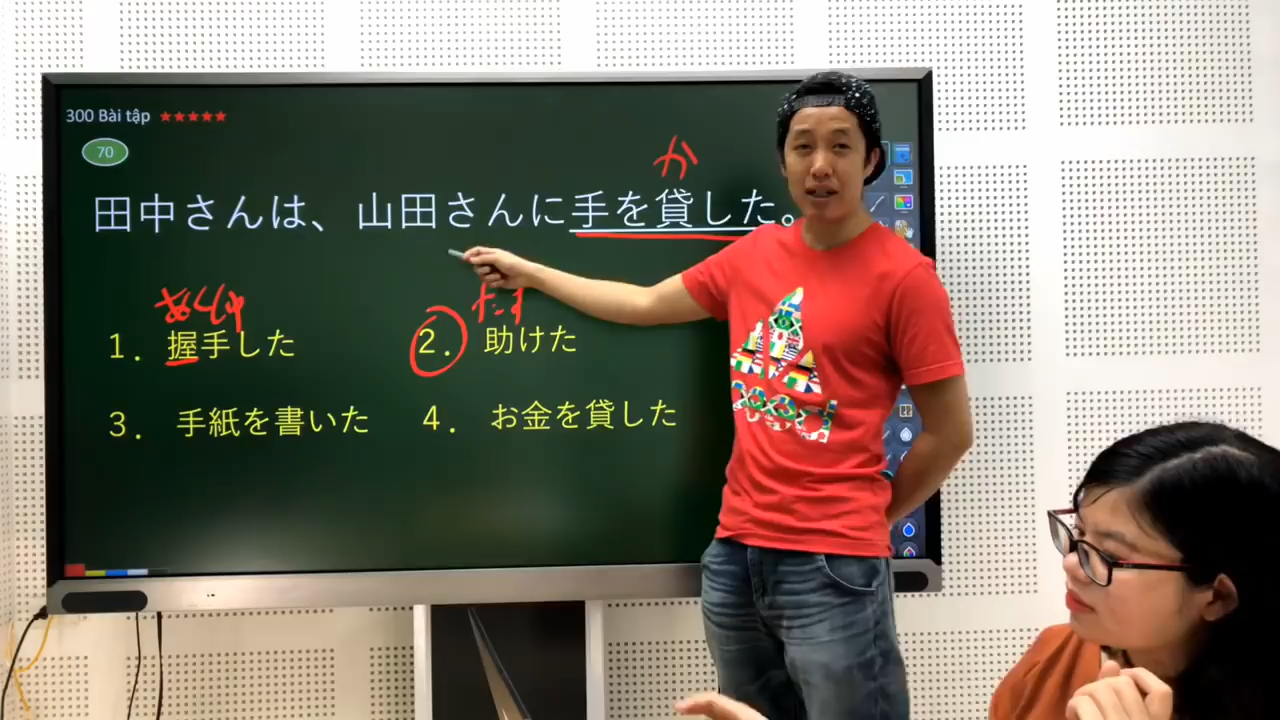 300 Bài tập ★★★★★
70
か
田中さんは、山田さんに手を貸した。
あくしゅ
たす
1. 握手した
2. 助けた
3. 手紙を書いた
4. お金を貸した